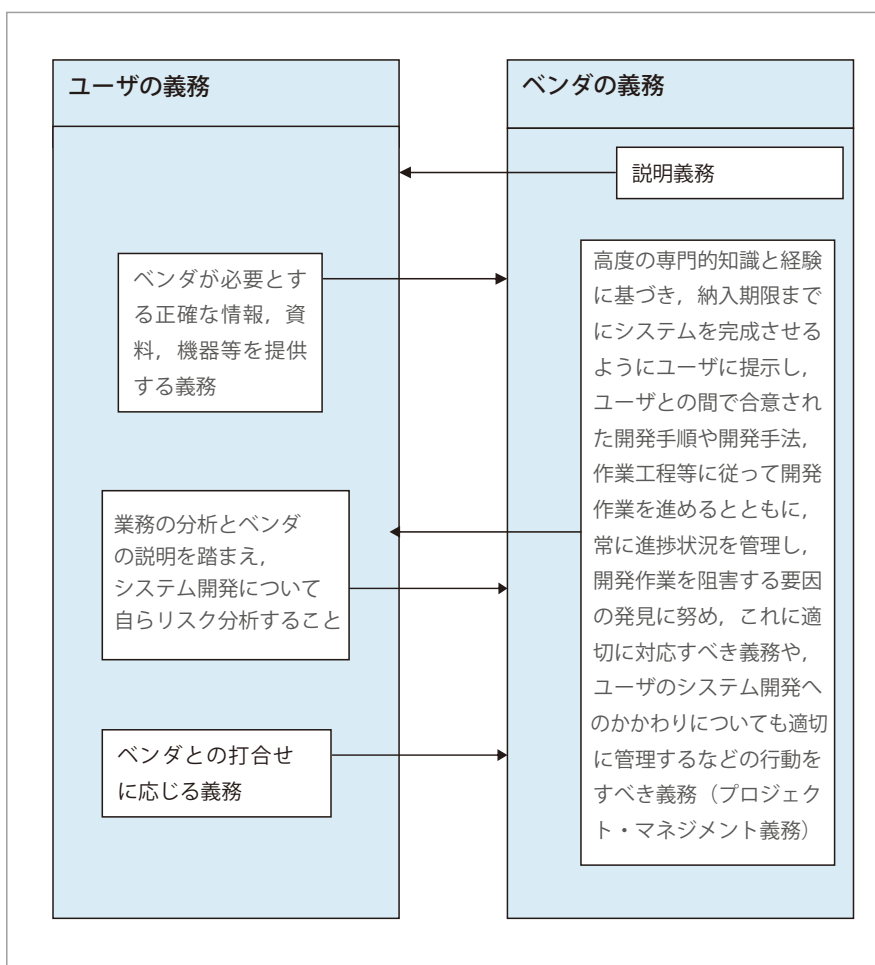 ユーザの義務
ベンダが必要とす
る正確な情報，資
料，機器等を提供
する義務
業務の分析とベンダ
の説明を踏まえ，
システム開発について
自らリスク分析すること
ベンダとの打合せ
に応じる義務
ベンダの義務
説明義務
高度の専門的知識と経験
に基づき，納入期限まで
にシステムを完成させる
ようにユーザに提示し，
ユーザとの間で合意され
た開発手順や開発手法，
作業工程等に従って開発
作業を進めるとともに，
常に進捗状況を管理し，
開発作業を阻害する要因
の発見に努め，これに適
切に対応すべき義務や，
ユーザのシステム開発へ
のかかわりについても適切
に管理するなどの行動を
すべき義務（プロジェク
ト・マネジメント義務）